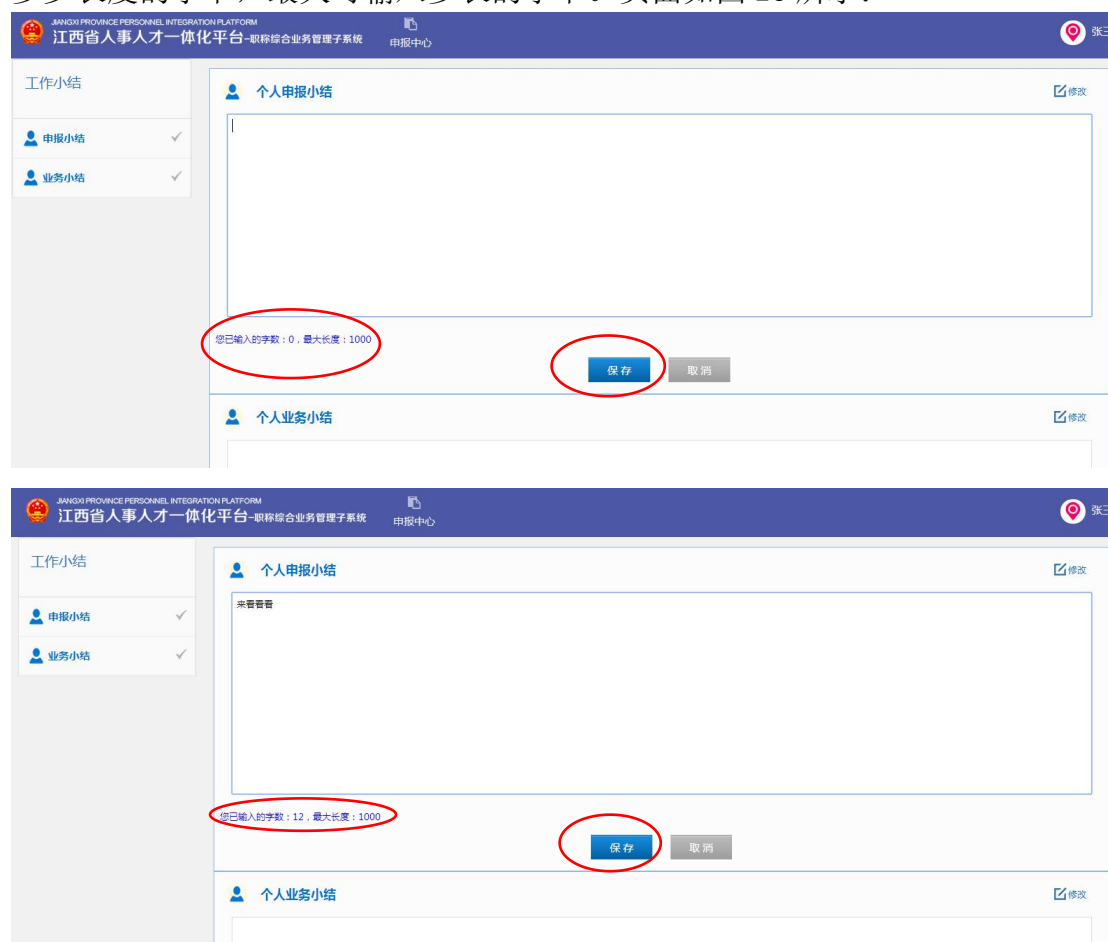 JIANGXI PROVINCE PERSONNEL INTEGRATION PLATFORM
江西省人事人才一体化平台-职称综合业务管理子系统
申报中心
张三
工作小结
个人申报小结
修改
申报小结
业务小结
您已输入的字数：0，最大长度：1000
保存
取消
个人业务小结
修改
JIANGXI PROVINCE PERSONNEL INTEGRATION PLATFORM
江西省人事人才一体化平台-职称综合业务管理子系统
申报中心
张三
工作小结
个人申报小结
修改
来看看看
申报小结
业务小结
您已输入的字数：12，最大长度：1000
保存
取消
个人业务小结
修改